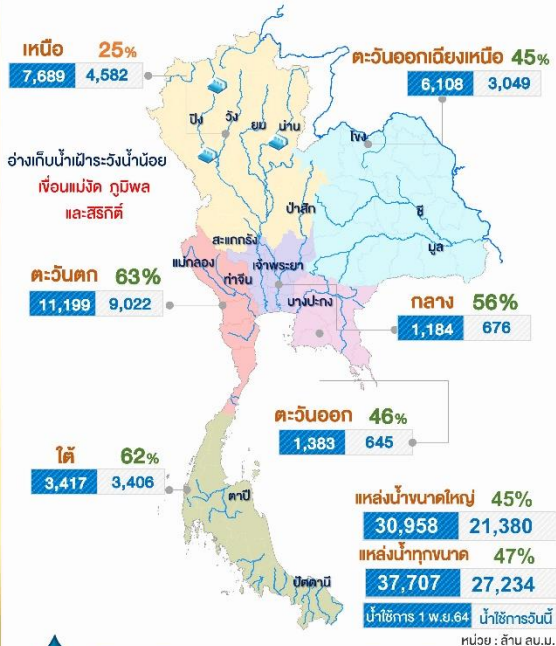 เหนือ 25%
7,689 4,582
ตะวันออกเฉียงเหนือ 45%
6,108 3,049
ปิง วัง ยม น่าน
โขง
อ่างเก็บน้ำเฝ้าระวังน้ำน้อย
เขื่อนแม่งัด ภูมิพล
และสิริกิติ์
ป่าสัก
ชี
มูล
สะแกกรัง
แม่กลอง
ท่าจีน
เจ้าพระยา
บางปะกง
ตะวันตก 63%
11,199 9,022
กลาง 56%
1,184 676
ตะวันออก 46%
1,383 645
ใต้ 62%
3,417 3,406
ตาปี
ปัตตานี
แหล่งน้ำขนาดใหญ่ 45%
30,958 21,380
แหล่งน้ำทุกขนาด 47%
37,707 27,234
น้ำใช้การ 1 พ.ย.64 น้ำใช้การวันนี้
หน่วย : ล้าน ลบ.ม.